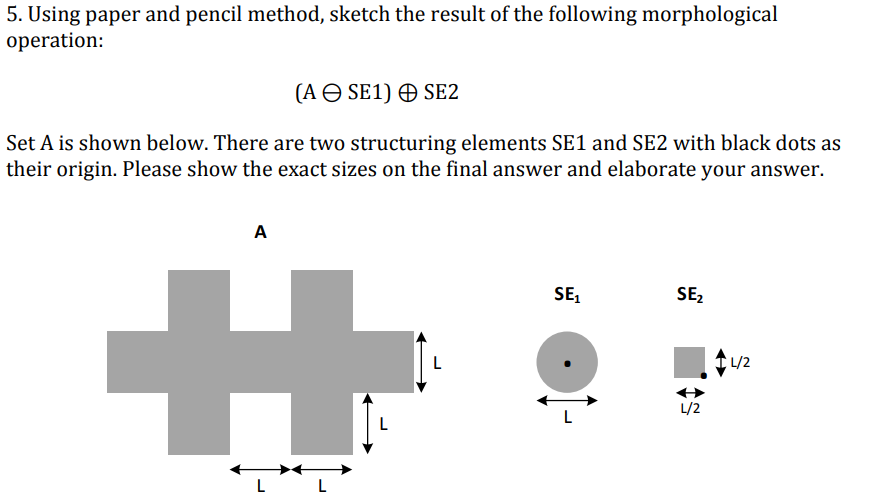 5. Using paper and pencil method, sketch the result of the following morphological
operation:
(A ⊖ SE1) ⊕ SE2
Set A is shown below. There are two structuring elements SE1 and SE2 with black dots as
their origin. Please show the exact sizes on the final answer and elaborate your answer.
A
SE₁ SE₂
L
L/2
L/2
L
L
L L